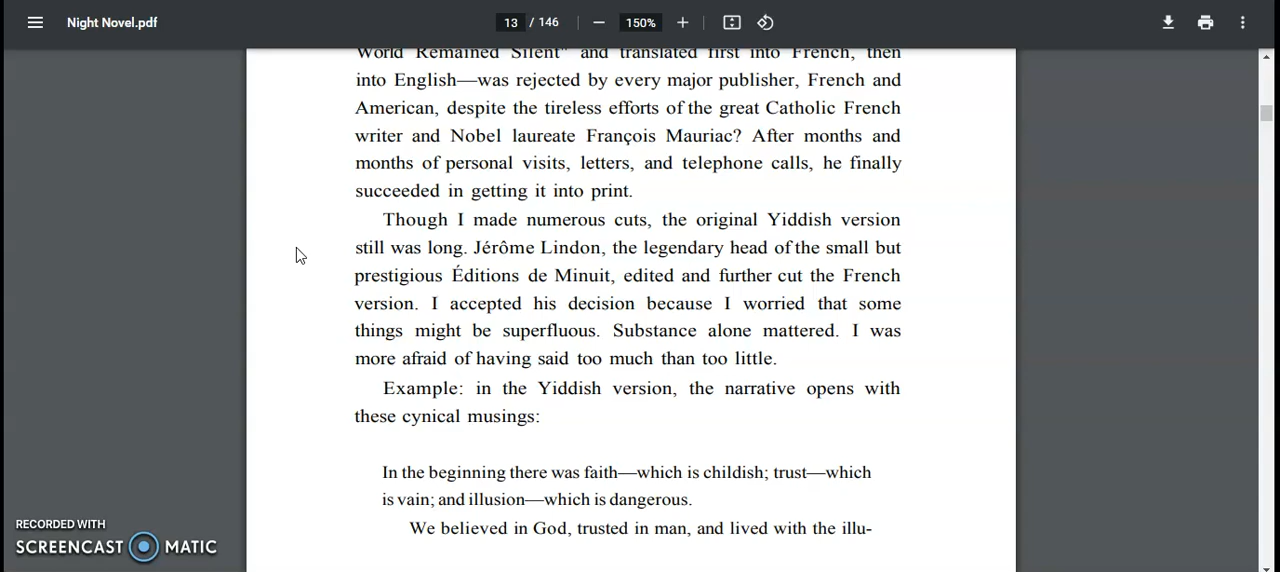 Night Novel.pdf
13 / 146
150%
World Remained Silent" and translated first into French, then
into English—was rejected by every major publisher, French and
American, despite the tireless efforts of the great Catholic French
writer and Nobel laureate François Mauriac? After months and
months of personal visits, letters, and telephone calls, he finally
succeeded in getting it into print.
Though I made numerous cuts, the original Yiddish version
still was long. Jérôme Lindon, the legendary head of the small but
prestigious Éditions de Minuit, edited and further cut the French
version. I accepted his decision because I worried that some
things might be superfluous. Substance alone mattered. I was
more afraid of having said too much than too little.
Example: in the Yiddish version, the narrative opens with
these cynical musings:
In the beginning there was faith—which is childish; trust—which
is vain; and illusion—which is dangerous.
We believed in God, trusted in man, and lived with the illu-
RECORDED WITH
SCREENCAST MATIC